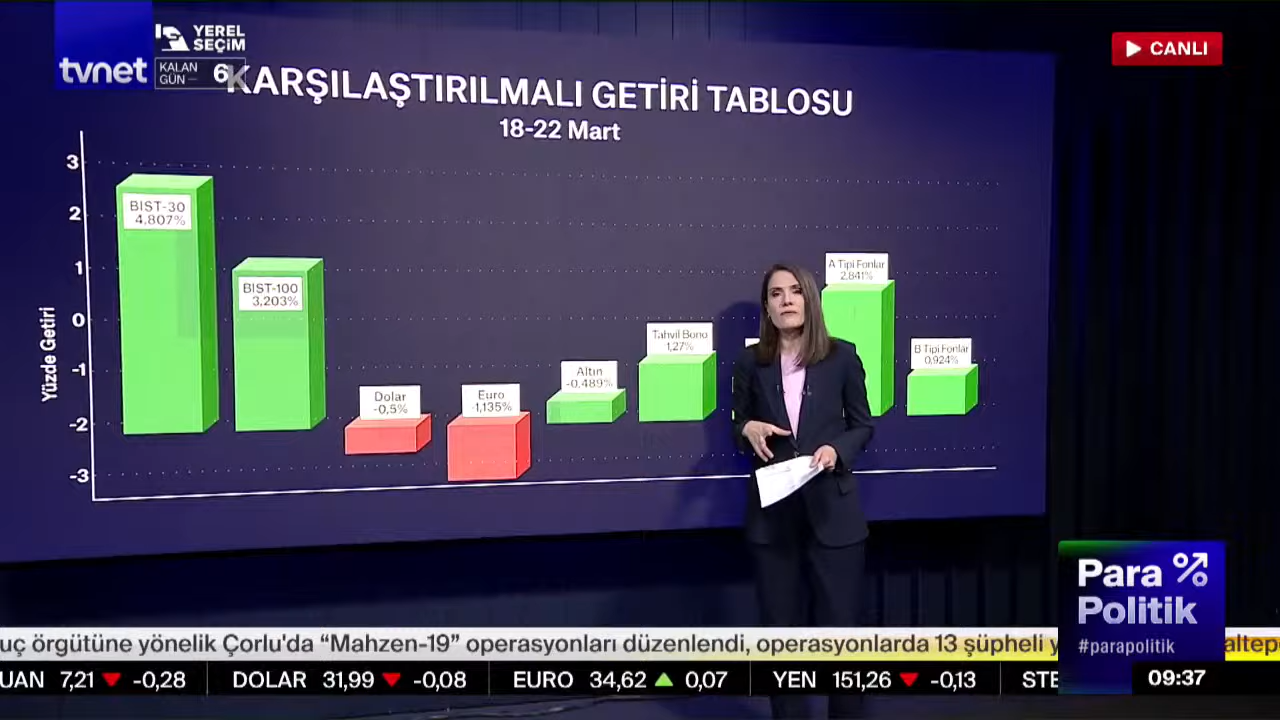 tvnet
YEREL
SEÇİM
KALAN
GÜN
6
CANLI
KARŞILAŞTIRILMALI GETİRİ TABLOSU
18-22 Mart
Yüzde Getiri
3
2
1
0
-1
-2
-3
BIST-30
4,807%
BIST-100
3,203%
Dolar
-0,5%
Euro
-1,135%
Altın
-0,489%
Tahvil Bono
1,27%
A Tipi Fonlar
2,841%
B Tipi Fonlar
0,924%
Para
Politik
#parapolitik
uç örgütüne yönelik Çorlu'da “Mahzen-19” operasyonları düzenlendi, operasyonlarda 13 şüpheli y
altepe
UAN 7,21 -0,28 DOLAR 31,99 -0,08 EURO 34,62 0,07 YEN 151,26 -0,13 STE
09:37